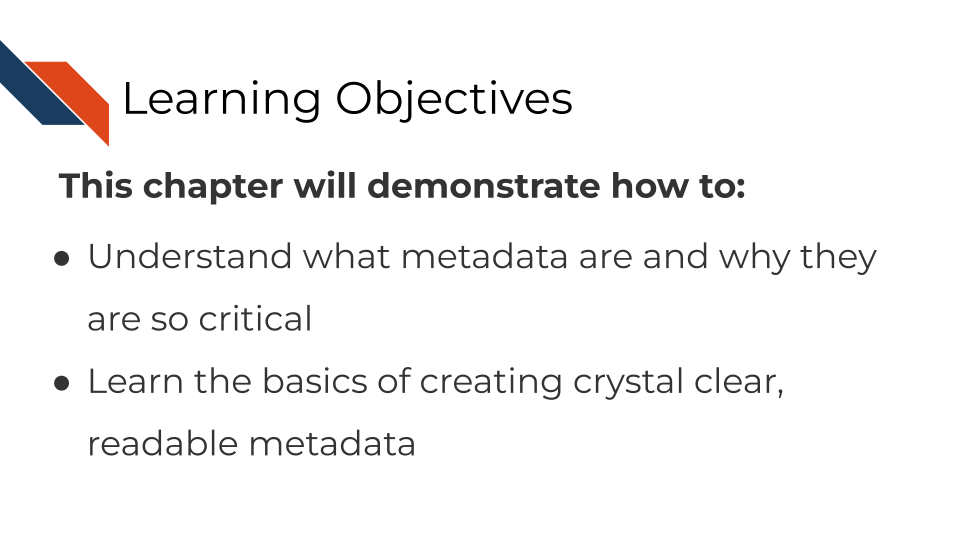 Learning Objectives
This chapter will demonstrate how to:
● Understand what metadata are and why they
are so critical
● Learn the basics of creating crystal clear,
readable metadata